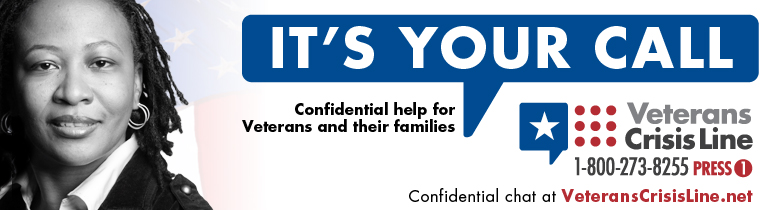 IT'S YOUR CALL
Confidential help for
Veterans and their families
Veterans
Crisis Line
1-800-273-8255 PRESS 1
Confidential chat at VeteransCrisisLine.net